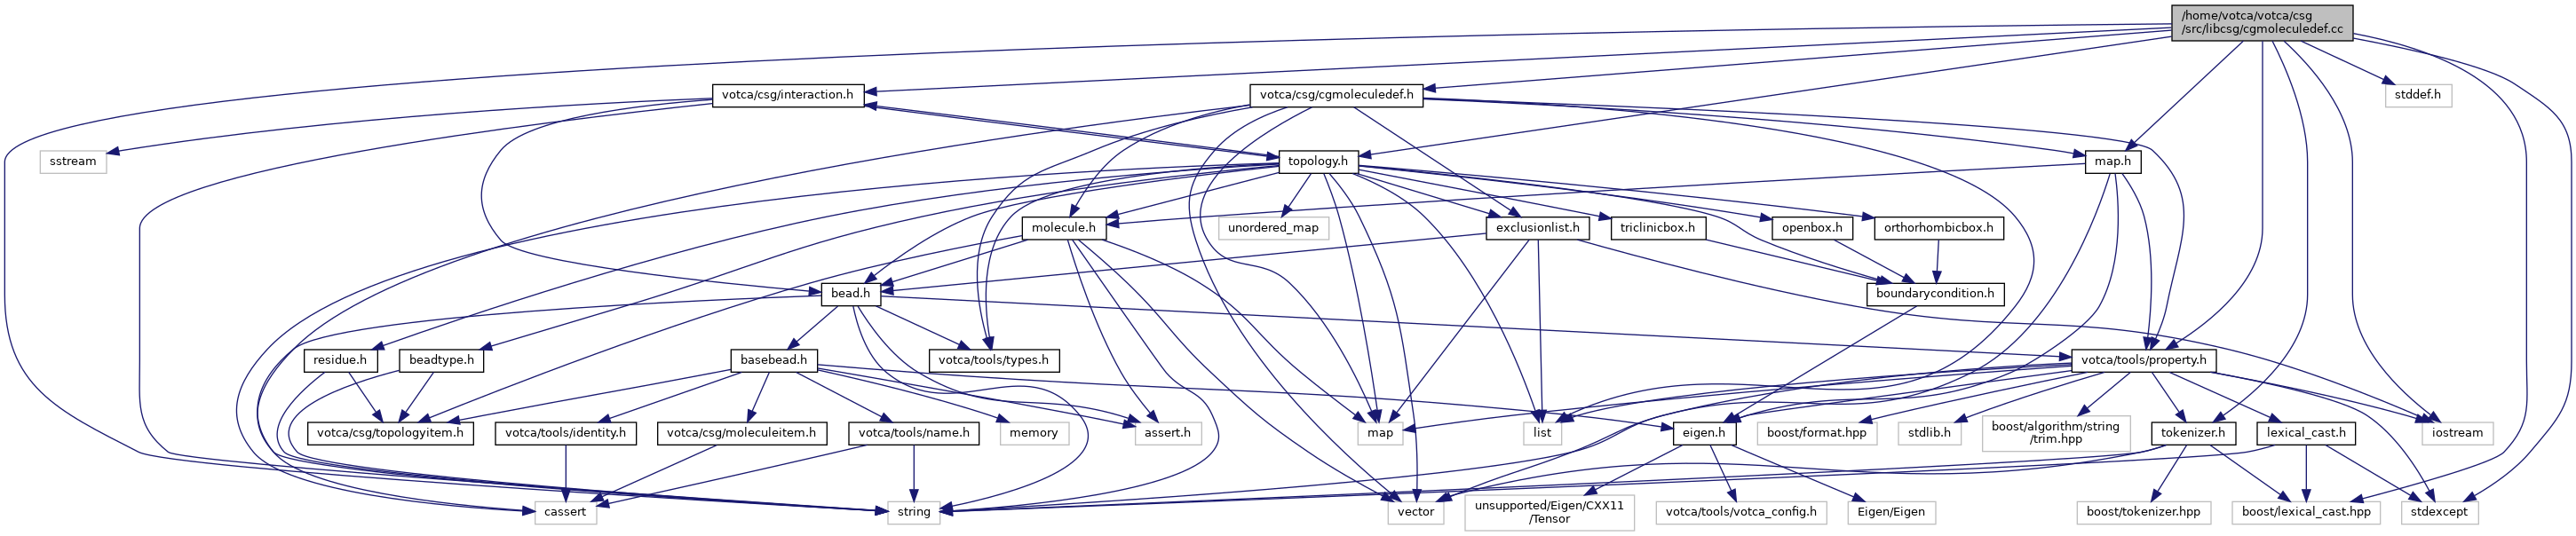 /home/votca/votca/csg
/src/libcsg/cgmoleculedef.cc
votca/csg/interaction.h
votca/csg/cgmoleculedef.h
stddef.h
sstream
topology.h
map.h
molecule.h
unordered_map
exclusionlist.h
triclinicbox.h
openbox.h
orthorhombicbox.h
bead.h
boundarycondition.h
residue.h
beadtype.h
basebead.h
votca/tools/types.h
votca/tools/property.h
votca/csg/topologyitem.h
votca/tools/identity.h
votca/csg/moleculeitem.h
votca/tools/name.h
memory
assert.h
map
list
eigen.h
boost/format.hpp
stdlib.h
boost/algorithm/string
/trim.hpp
tokenizer.h
lexical_cast.h
iostream
cassert
string
vector
unsupported/Eigen/CXX11
/Tensor
votca/tools/votca_config.h
Eigen/Eigen
boost/tokenizer.hpp
boost/lexical_cast.hpp
stdexcept